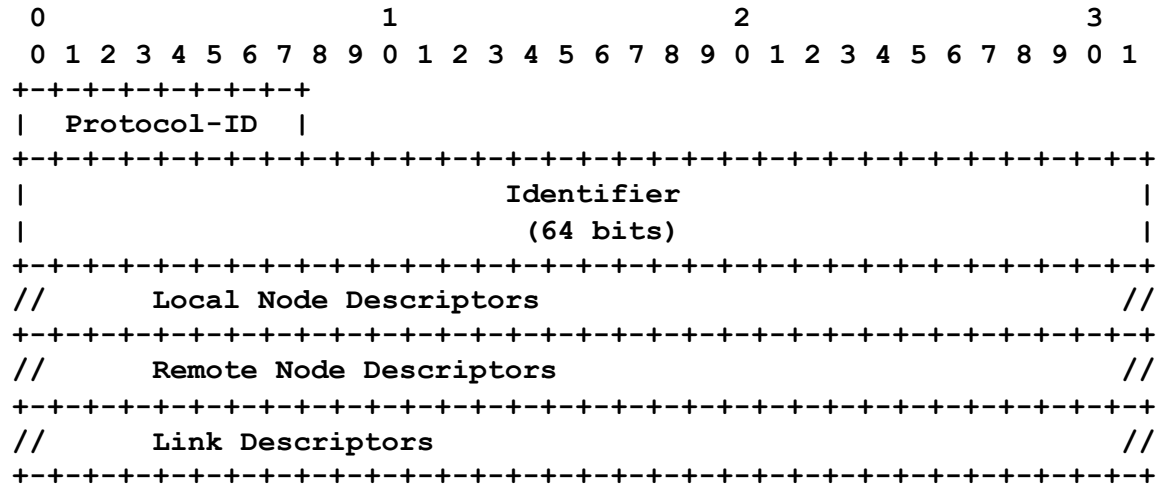 0                   1                   2                   3
 0 1 2 3 4 5 6 7 8 9 0 1 2 3 4 5 6 7 8 9 0 1 2 3 4 5 6 7 8 9 0 1
+-+-+-+-+-+-+-+-+
|  Protocol-ID  |
+-+-+-+-+-+-+-+-+-+-+-+-+-+-+-+-+-+-+-+-+-+-+-+-+-+-+-+-+-+-+-+-+
|                           Identifier                          |
|                            (64 bits)                          |
+-+-+-+-+-+-+-+-+-+-+-+-+-+-+-+-+-+-+-+-+-+-+-+-+-+-+-+-+-+-+-+-+
//      Local Node Descriptors                                 //
+-+-+-+-+-+-+-+-+-+-+-+-+-+-+-+-+-+-+-+-+-+-+-+-+-+-+-+-+-+-+-+-+
//      Remote Node Descriptors                                //
+-+-+-+-+-+-+-+-+-+-+-+-+-+-+-+-+-+-+-+-+-+-+-+-+-+-+-+-+-+-+-+-+
//      Link Descriptors                                       //
+-+-+-+-+-+-+-+-+-+-+-+-+-+-+-+-+-+-+-+-+-+-+-+-+-+-+-+-+-+-+-+-+